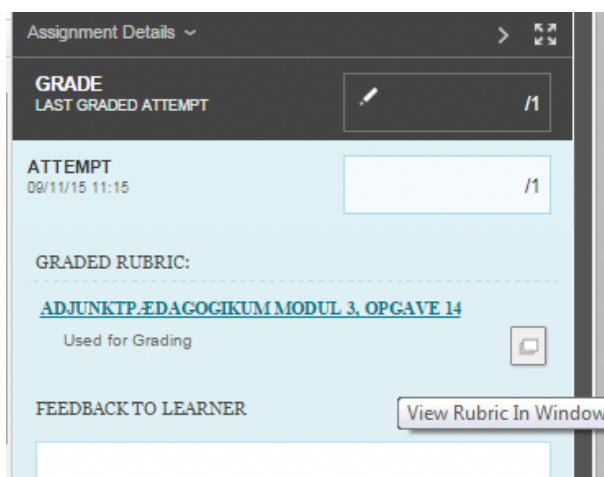 Assignment Details
GRADE
LAST GRADED ATTEMPT
/1
ATTEMPT
09/11/15 11:15
/1
GRADED RUBRIC:
ADJUNKTPÆDAGOGIKUM MODUL 3, OPGAVE 14
Used for Grading
FEEDBACK TO LEARNER
View Rubric In Window